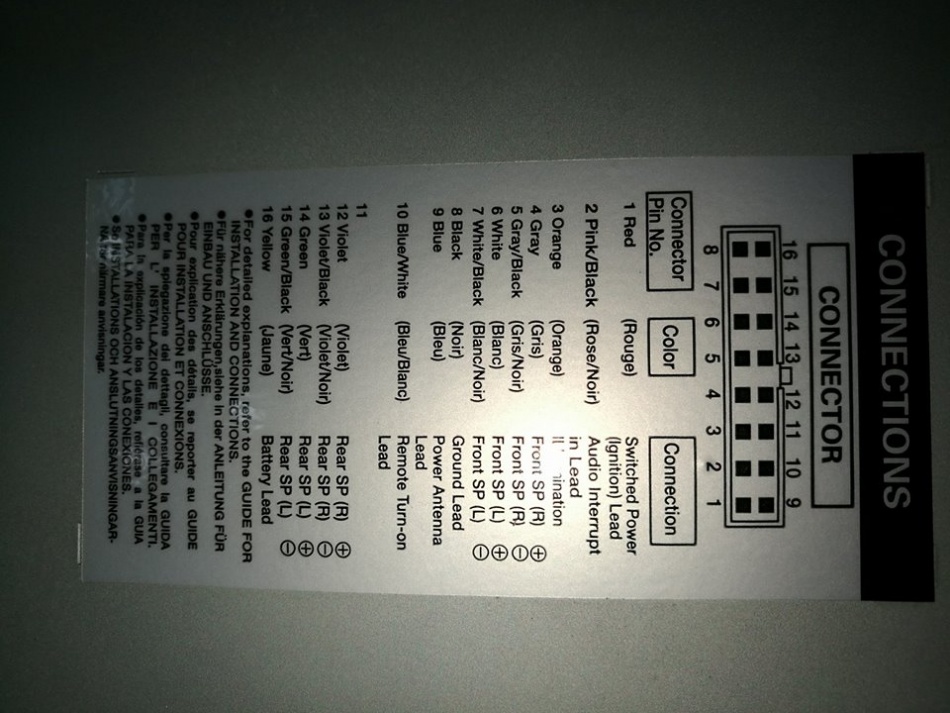 CONNECTIONS
CONNECTOR
16 15 14 13 12 11 10 9
8 7 6 5 4 3 2 1
Connector Color Connection
Pin No.
1 Red (Rouge) Switched Power
(Ignition) Lead
2 Pink/Black (Rose/Noir) Audio Interrupt
in Lead
3 Orange (Orange)
4 Gray (Gris) Front SP (R) ⊕
5 Gray/Black (Gris/Noir) Front SP (R) ⊖
6 White (Blanc) Front SP (L) ⊕
7 White/Black (Blanc/Noir) Front SP (L) ⊖
8 Black (Noir) Ground Lead
9 Blue (Bleu) Power Antenna
Lead
10 Blue/White (Bleu/Blanc) Remote Turn-on
Lead
11
12 Violet (Violet) Rear SP (R) ⊕
13 Violet/Black (Violet/Noir) Rear SP (R) ⊖
14 Green (Vert) Rear SP (L) ⊕
15 Green/Black (Vert/Noir) Rear SP (L) ⊖
16 Yellow (Jaune) Battery Lead
●For detailed explanations, refer to the GUIDE FOR
INSTALLATION AND CONNECTIONS.
●Für nähere Erklärungen,siehe in der ANLEITUNG FÜR
EINBAU UND ANSCHLÜSSE.
●Pour explication des détails, se reporter au GUIDE
POUR INSTALLATION ET CONNEXIONS.
●Per la spiegazione dei dettagli, consultare la GUIDA
PER L' INSTALLAZIONE E I COLLEGAMENTI.
●Para la explicación de los detalles, refiérase a la GUIA
PARA LA INSTALACION Y LAS CONEXIONES.
●Se INSTALLATIONS OCH ANSLUTNINGSANVISNINGAR-
NA för närmare anvisningar.